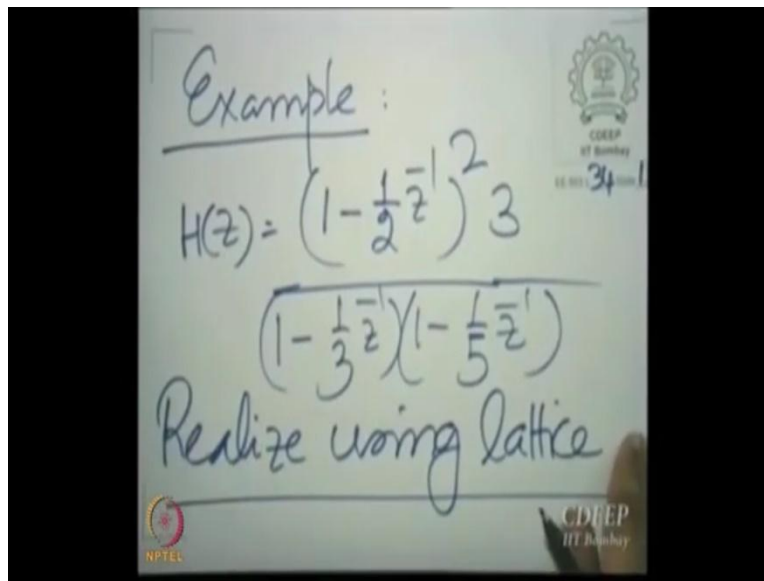 Example :
CDEEP
IIT Bombay
34
H(z) = (1 - 1/2 z^-1)^2 3
(1 - 1/3 z^-1)(1 - 1/5 z^-1)
Realize using lattice
NPTEL
CDEEP
IIT Bombay